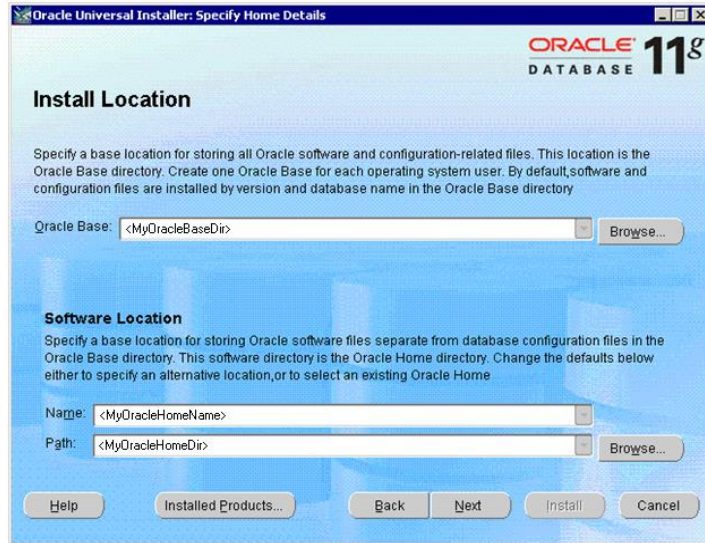 Oracle Universal Installer: Specify Home Details
ORACLE
DATABASE 11g
Install Location
Specify a base location for storing all Oracle software and configuration-related files. This location is the
Oracle Base directory. Create one Oracle Base for each operating system user. By default,software and
configuration files are installed by version and database name in the Oracle Base directory
Oracle Base: <MyOracleBaseDir> Browse...
Software Location
Specify a base location for storing Oracle software files separate from database configuration files in the
Oracle Base directory. This software directory is the Oracle Home directory. Change the defaults below
either to specify an alternative location,or to select an existing Oracle Home
Name: <MyOracleHomeName>
Path: <MyOracleHomeDir> Browse...
Help Installed Products... Back Next Install Cancel